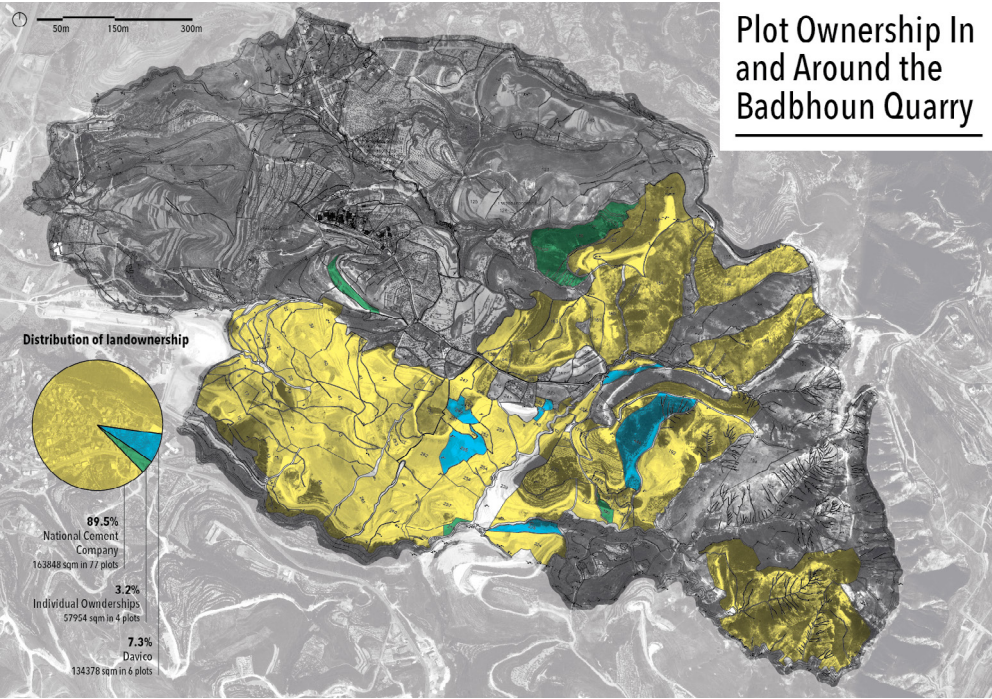 50m 150m 300m
Plot Ownership In
and Around the
Badbhoun Quarry
Distribution of landownership
89.5%
National Cement
Company
163848 sqm in 77 plots
3.2%
Individual Ownderships
57954 sqm in 4 plots
7.3%
Davico
134378 sqm in 6 plots